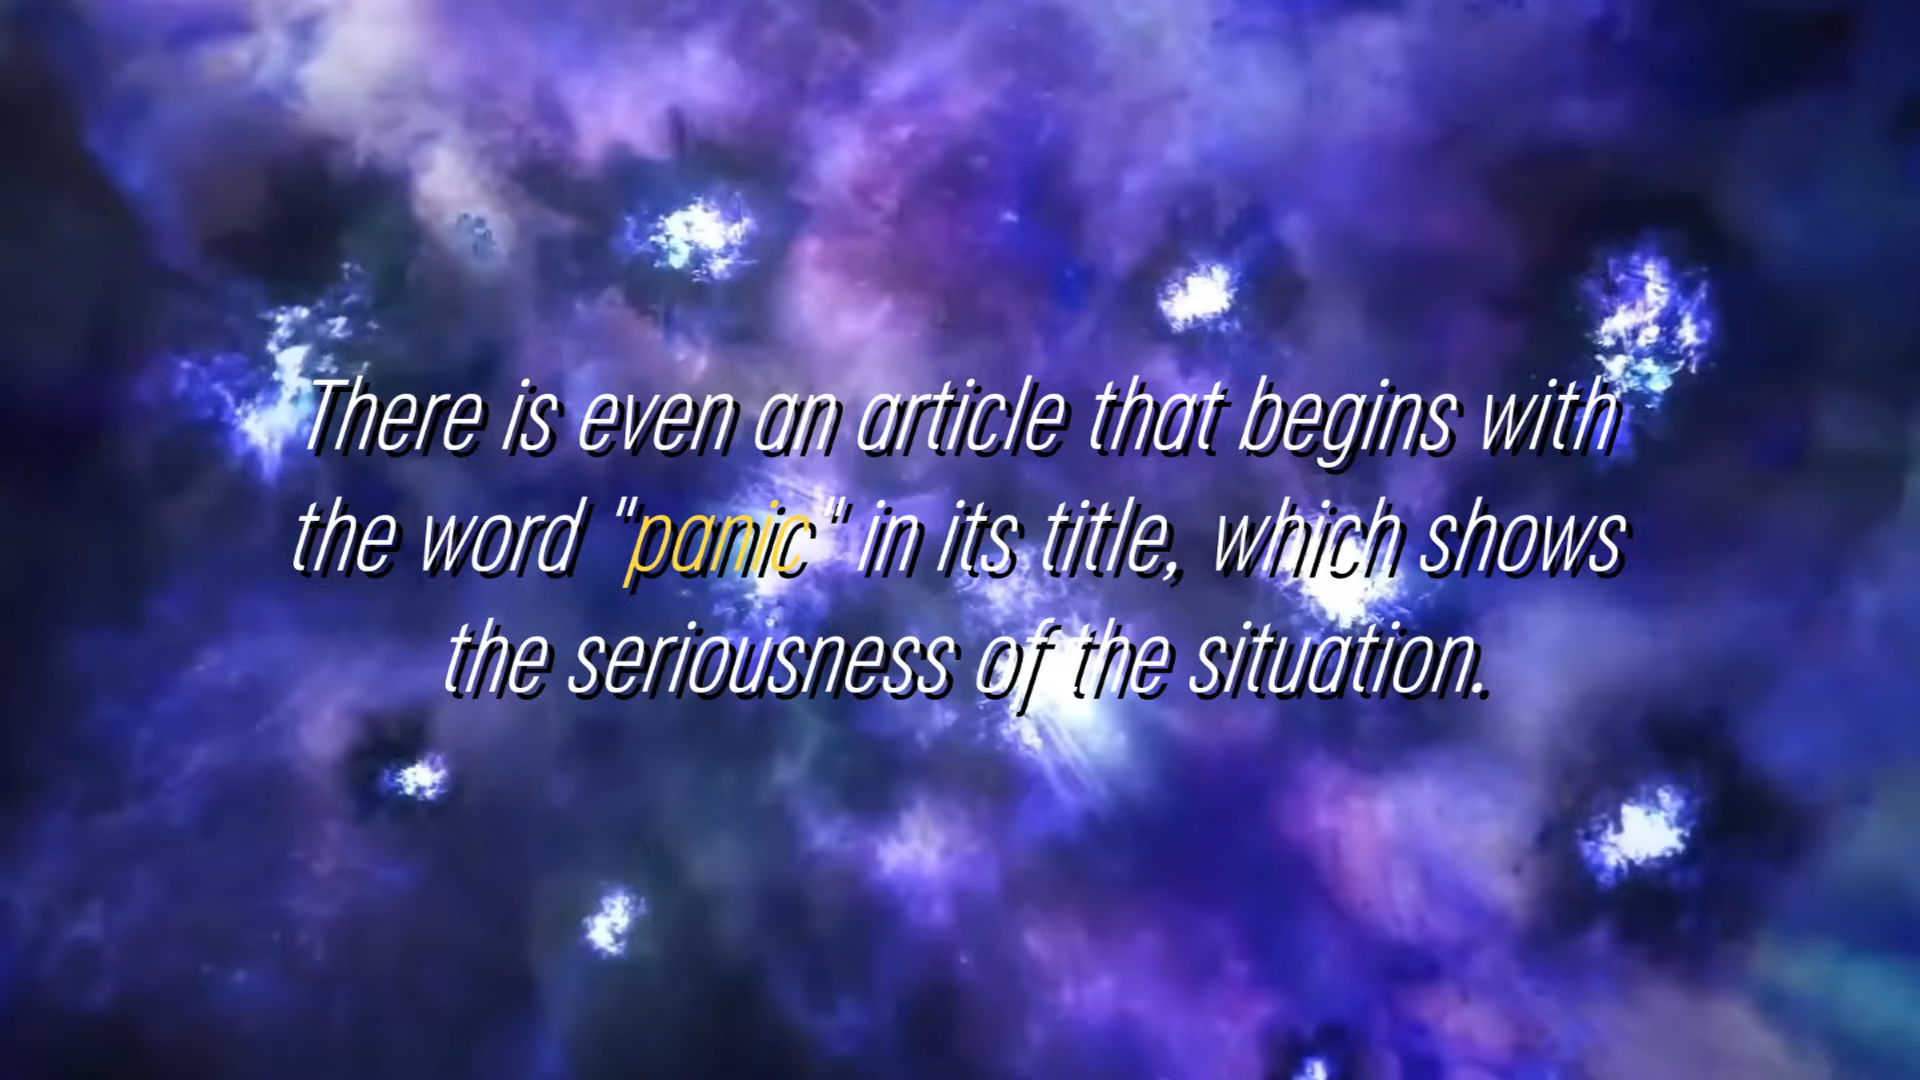 There is even an article that begins with
the word "panic" in its title, which shows
the seriousness of the situation.